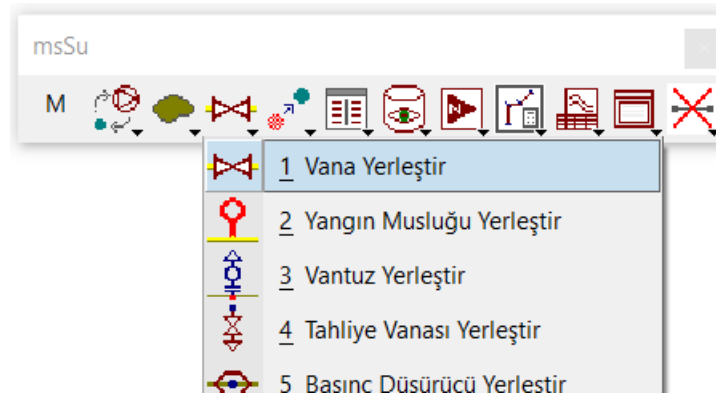 msSu
M
1 Vana Yerleştir
2 Yangın Musluğu Yerleştir
3 Vantuz Yerleştir
4 Tahliye Vanası Yerleştir
5 Basınç Düşürücü Yerleştir